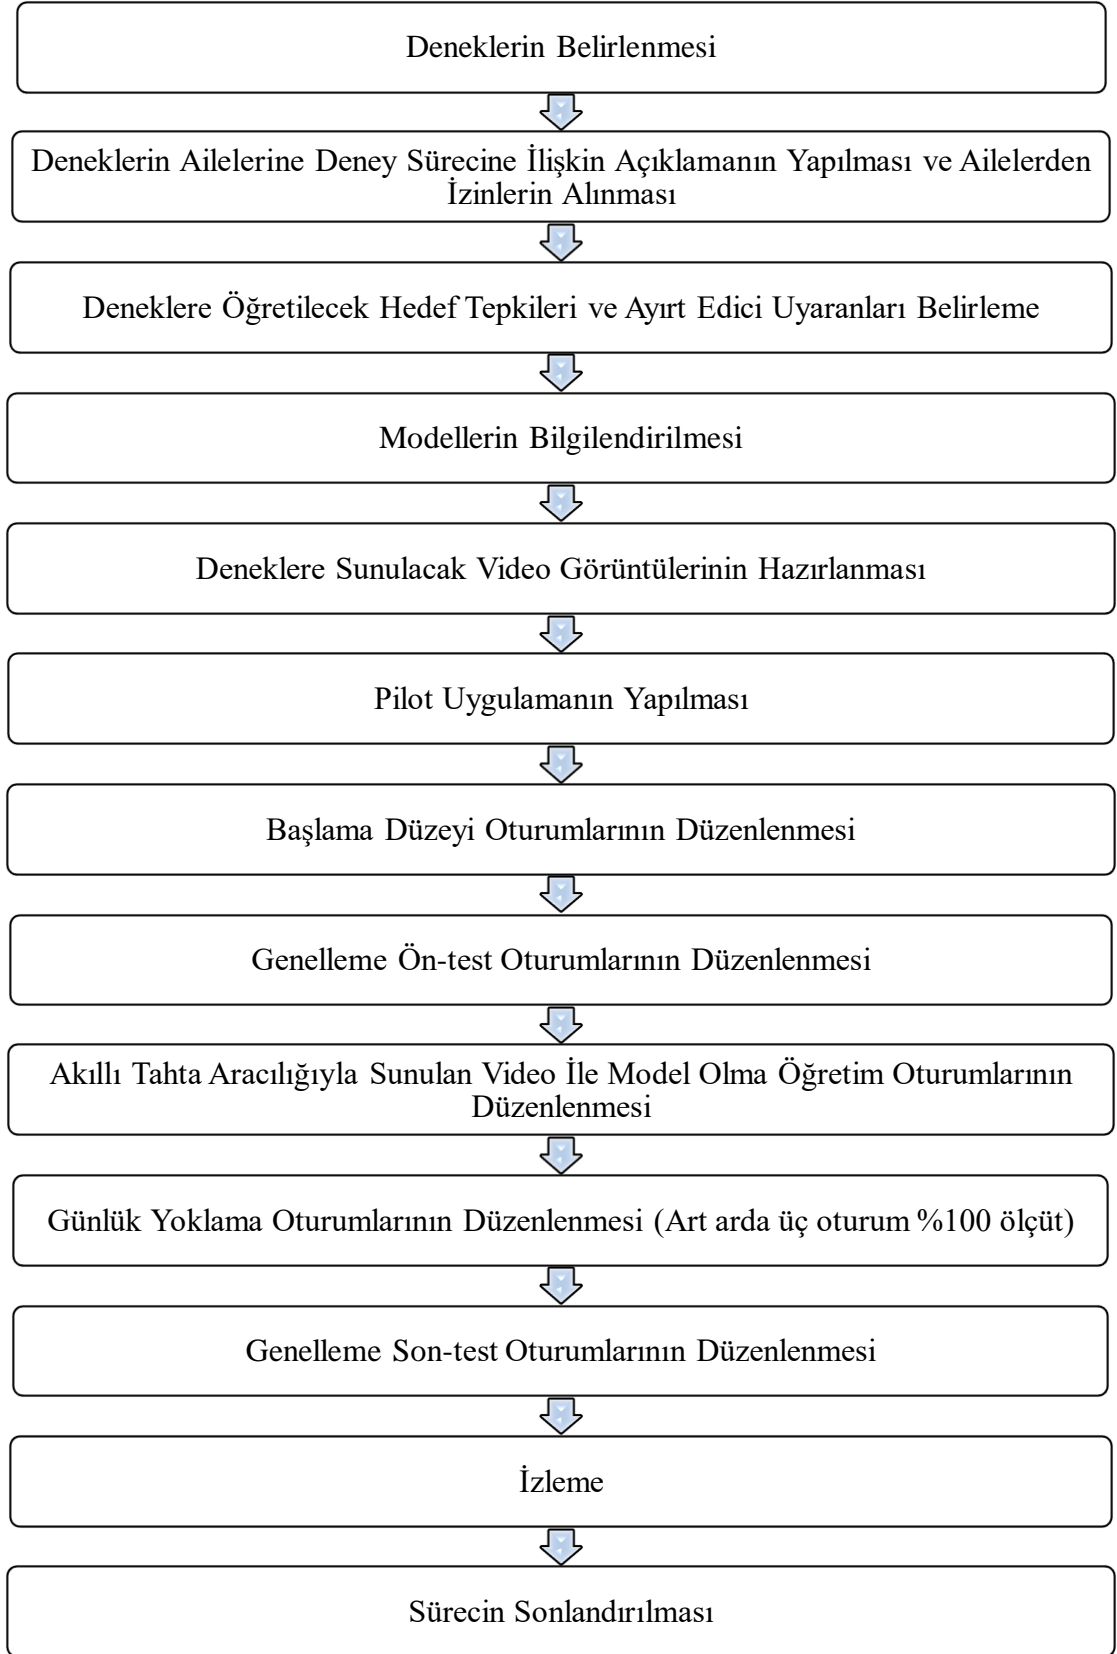 Deneklerin Belirlenmesi
Deneklerin Ailelerine Deney Sürecine İlişkin Açıklamanın Yapılması ve Ailelerden
İzinlerin Alınması
Deneklere Öğretilecek Hedef Tepkileri ve Ayırt Edici Uyaranları Belirleme
Modellerin Bilgilendirilmesi
Deneklere Sunulacak Video Görüntülerinin Hazırlanması
Pilot Uygulamanın Yapılması
Başlama Düzeyi Oturumlarının Düzenlenmesi
Genelleme Ön-test Oturumlarının Düzenlenmesi
Akıllı Tahta Aracılığıyla Sunulan Video İle Model Olma Öğretim Oturumlarının
Düzenlenmesi
Günlük Yoklama Oturumlarının Düzenlenmesi (Art arda üç oturum %100 ölçüt)
Genelleme Son-test Oturumlarının Düzenlenmesi
İzleme
Sürecin Sonlandırılması